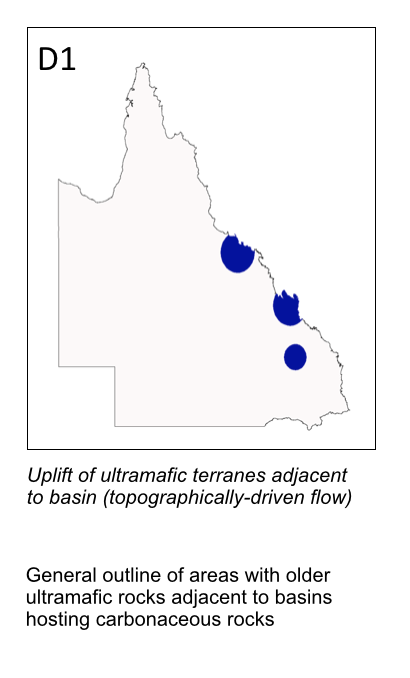 D1
Uplift of ultramafic terranes adjacent
to basin (topographically-driven flow)
General outline of areas with older
ultramafic rocks adjacent to basins
hosting carbonaceous rocks